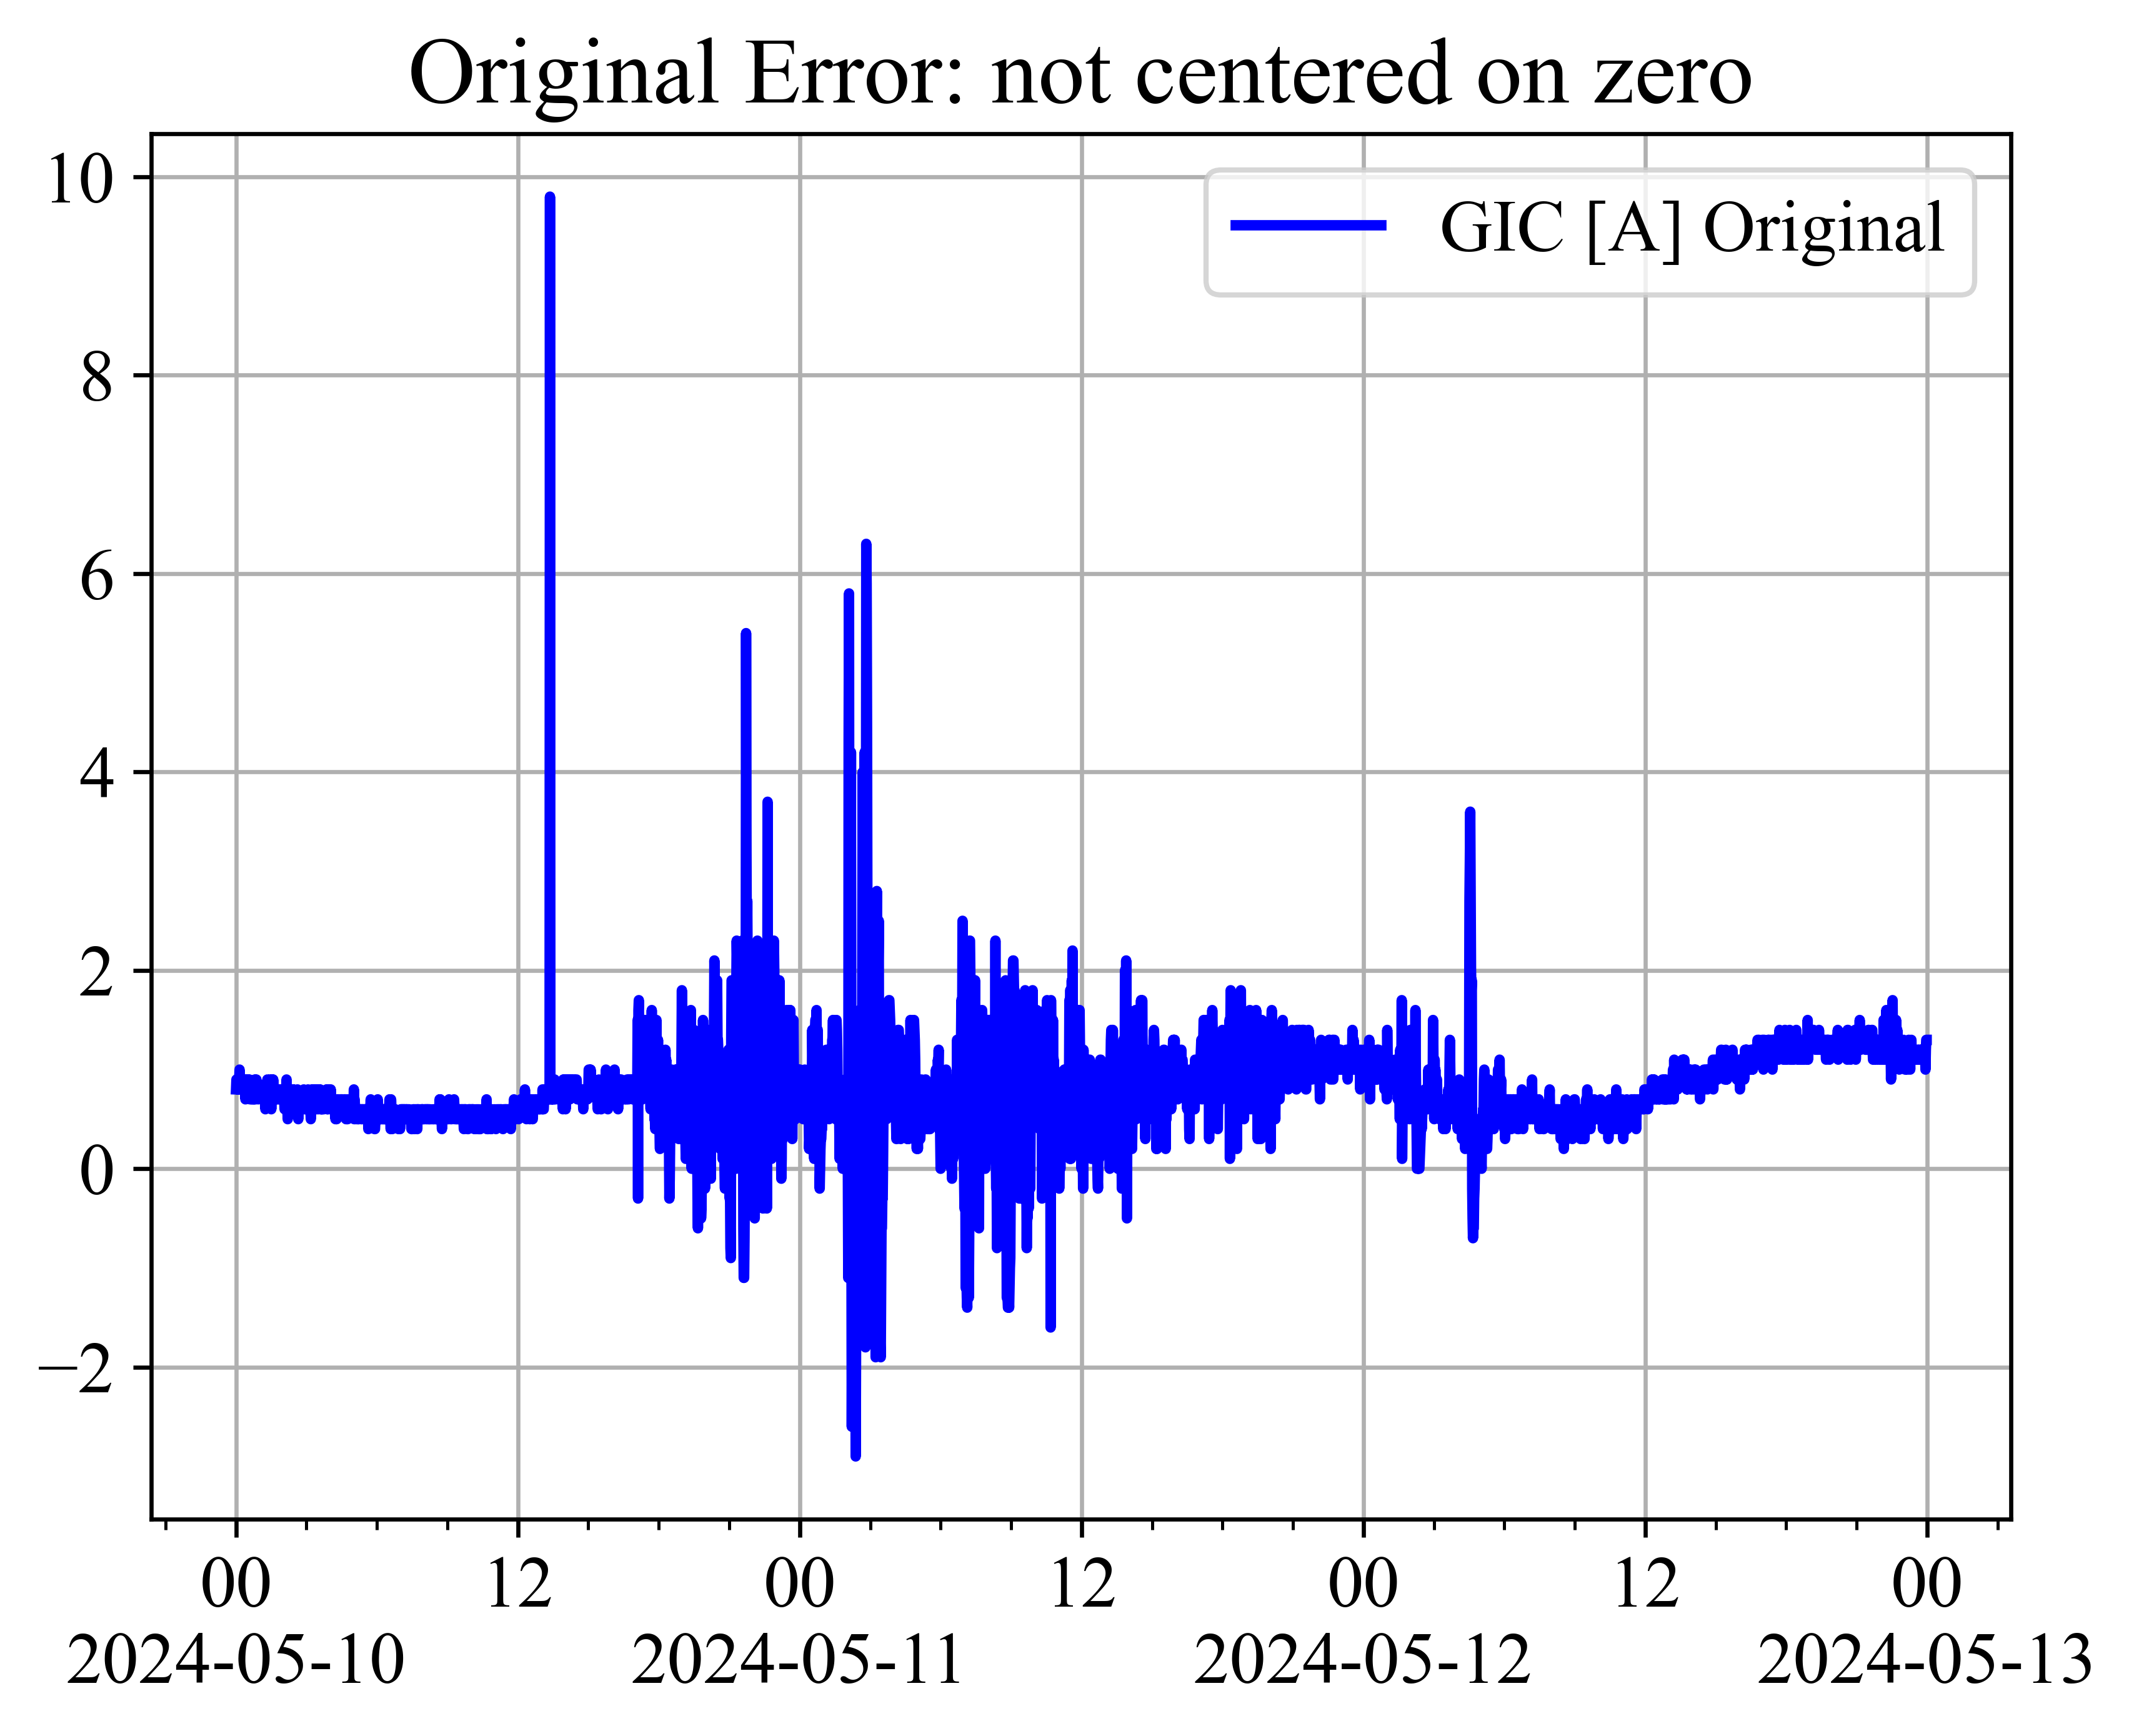 Original Error: not centered on zero
GIC [A] Original
10
8
6
4
2
0
−2
00 12 00 12 00 12 00
2024-05-10 2024-05-11 2024-05-12 2024-05-13